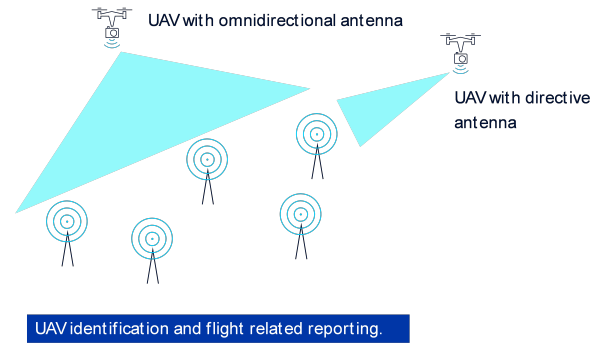 UAV with omnidirectional antenna
UAV with directive
antenna
UAV identification and flight related reporting.